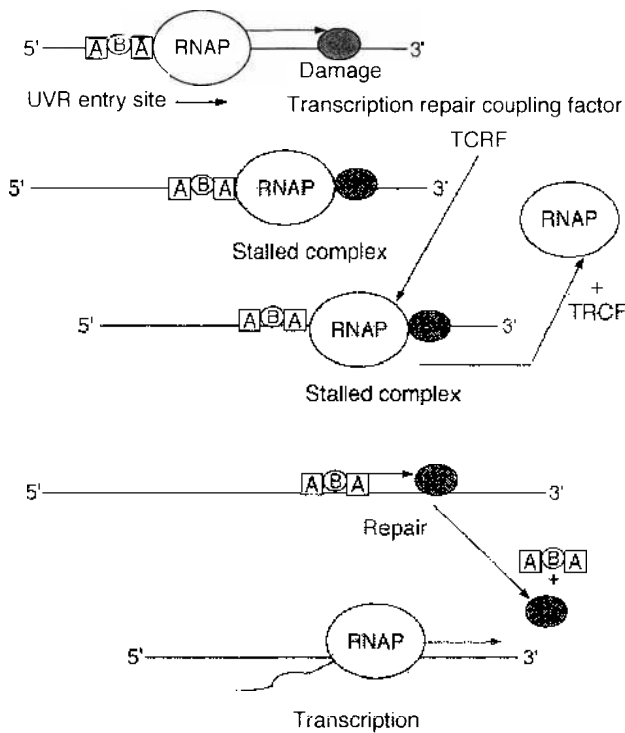 5' A B A RNAP 3'
Damage
UVR entry site
Transcription repair coupling factor
TCRF
5' A B A RNAP 3'
Stalled complex
RNAP
+
TRCF
5' A B A RNAP 3'
Stalled complex
5' A B A 3'
Repair
A B A
+
5' RNAP 3'
Transcription